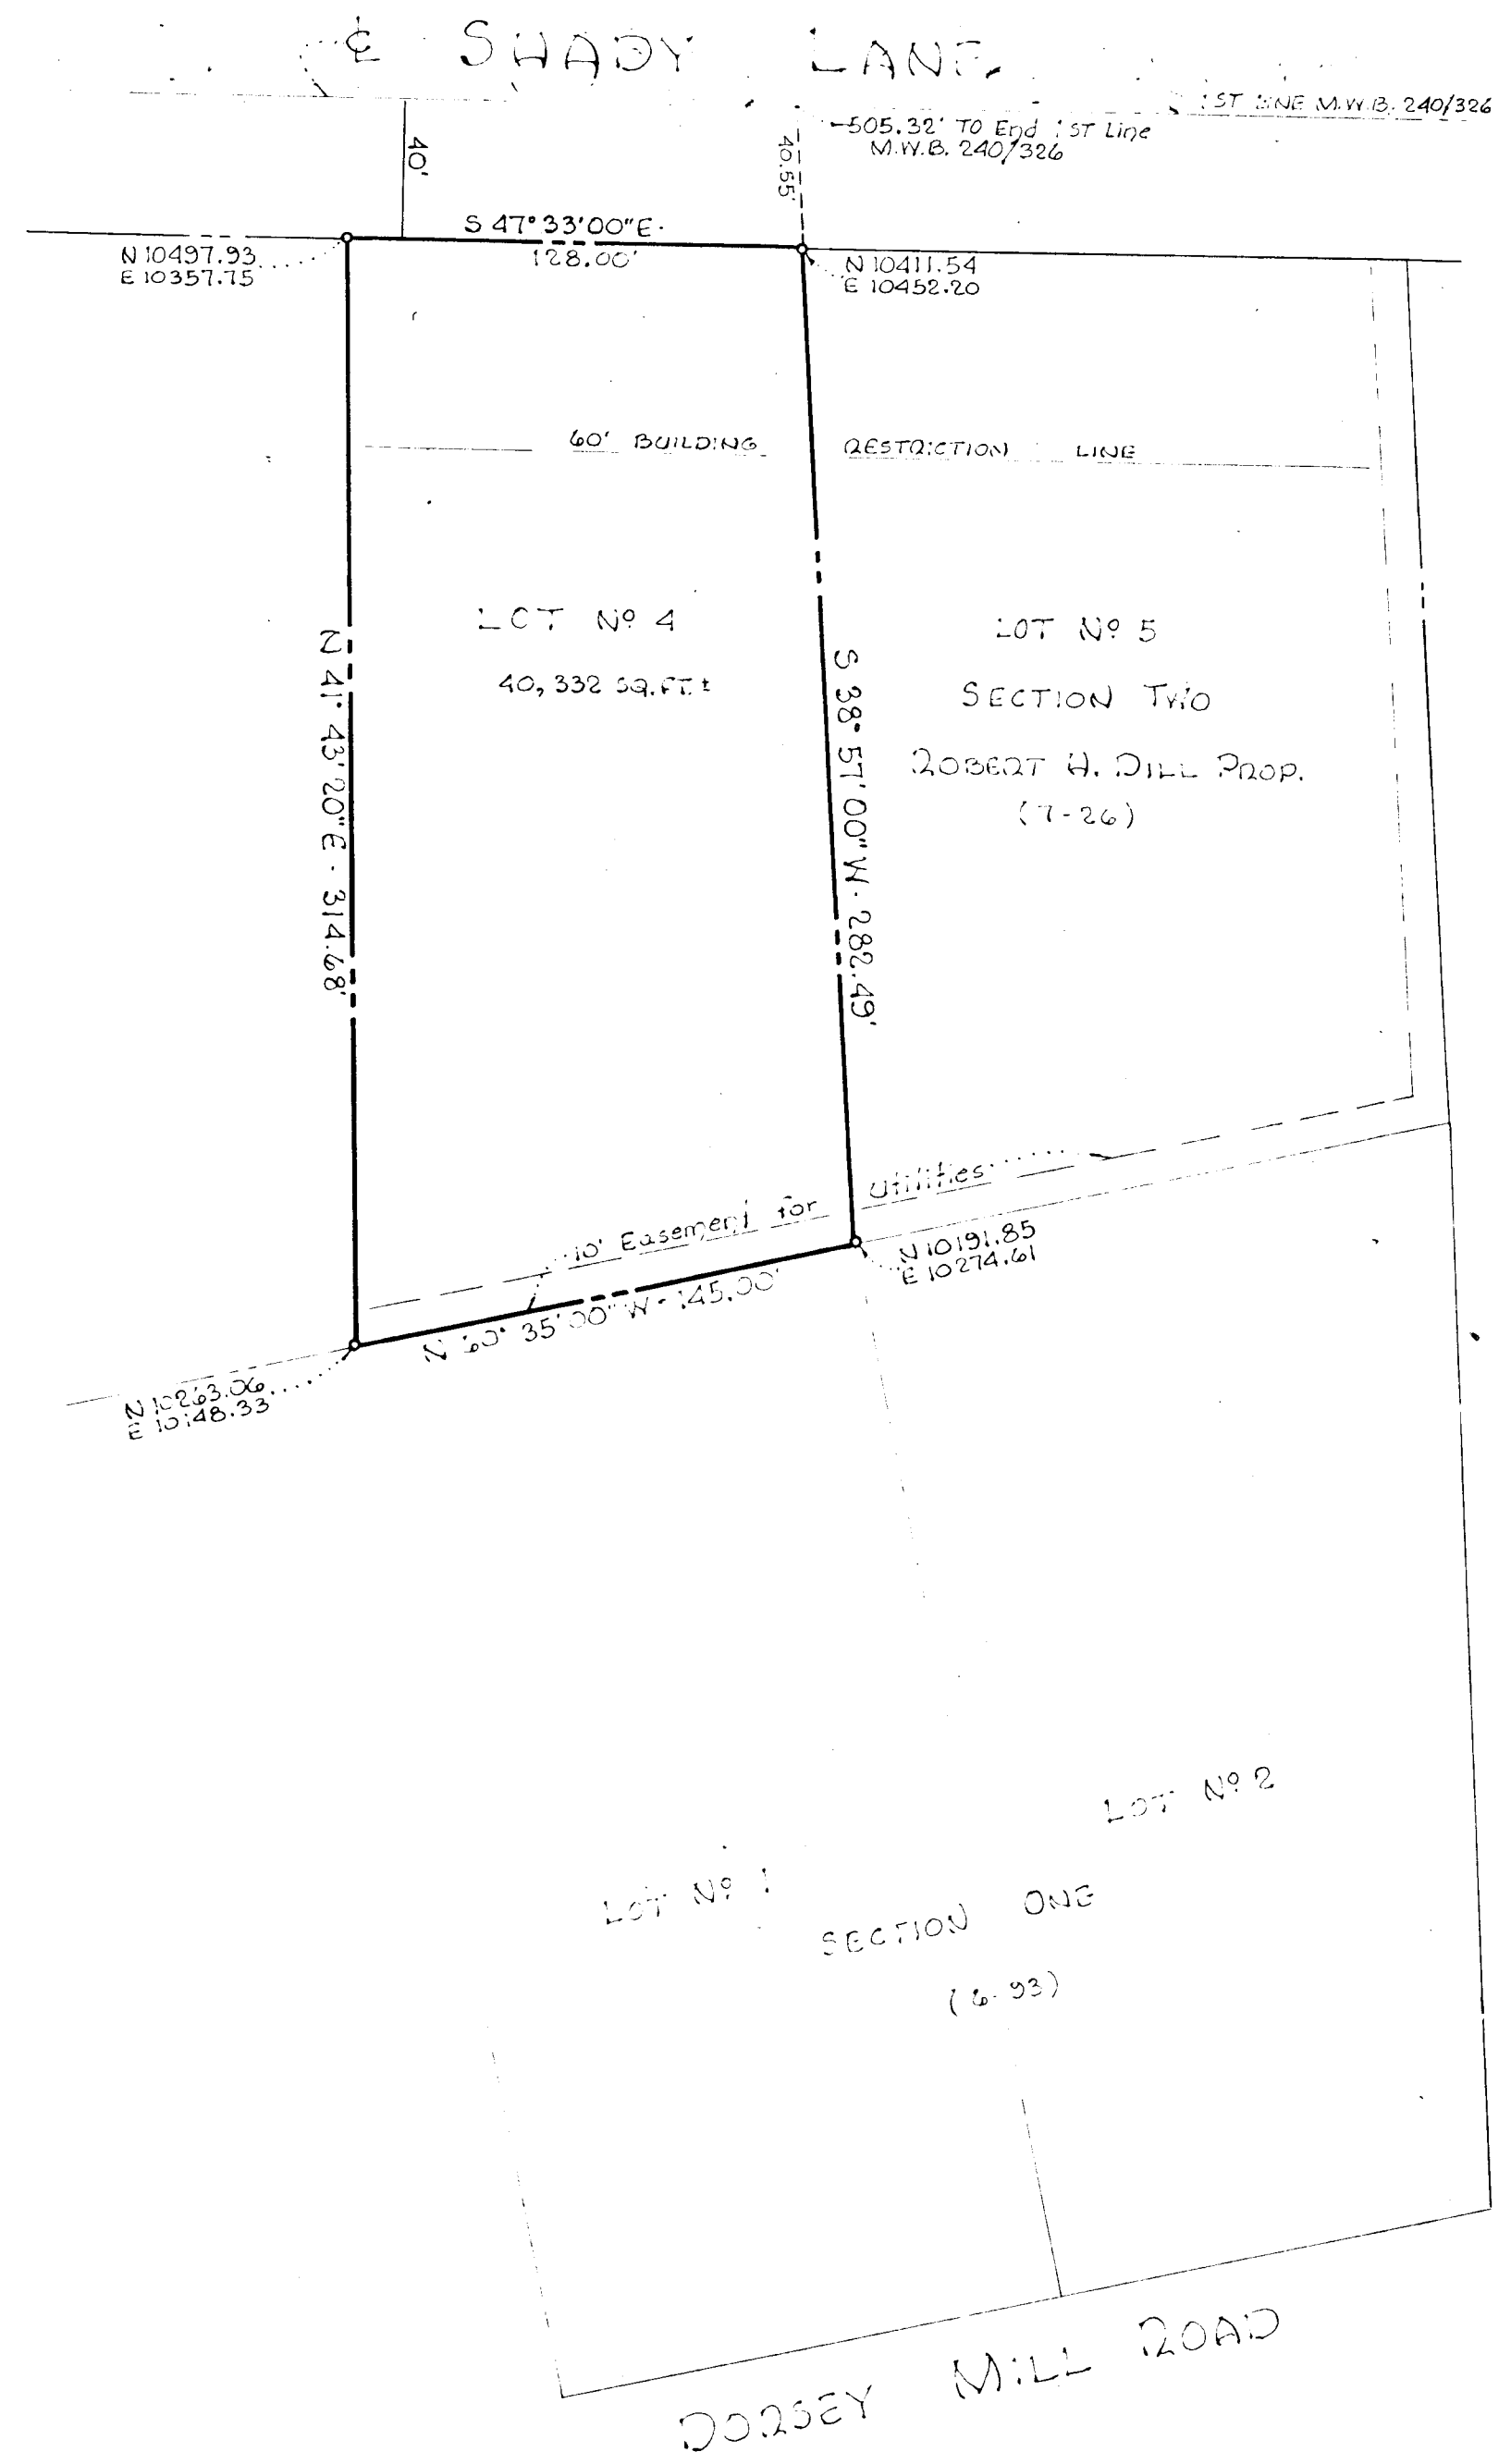 ℄ SHADY LANE
1ST LINE M.W.B. 240/326
505.32' TO End 1ST Line
M.W.B. 240/326
40'
40.55'
S 47° 33' 00" E.
128.00'
N 10497.93
E 10357.75
N 10411.54
E 10452.20
60' BUILDING RESTRICTION LINE
LOT Nº 4
40,332 SQ.FT.±
LOT Nº 5
SECTION TWO
ROBERT H. DILL PROP.
(7-26)
N 41° 43' 20" E - 314.68'
S 38° 57' 00" W - 282.49'
10' Easement for Utilities
N 60° 35' 00" W - 145.00'
N 10191.85
E 10274.61
N 10263.06
E 10148.33
LOT Nº 2
LOT Nº 1
SECTION ONE
(6-93)
DORSEY MILL ROAD